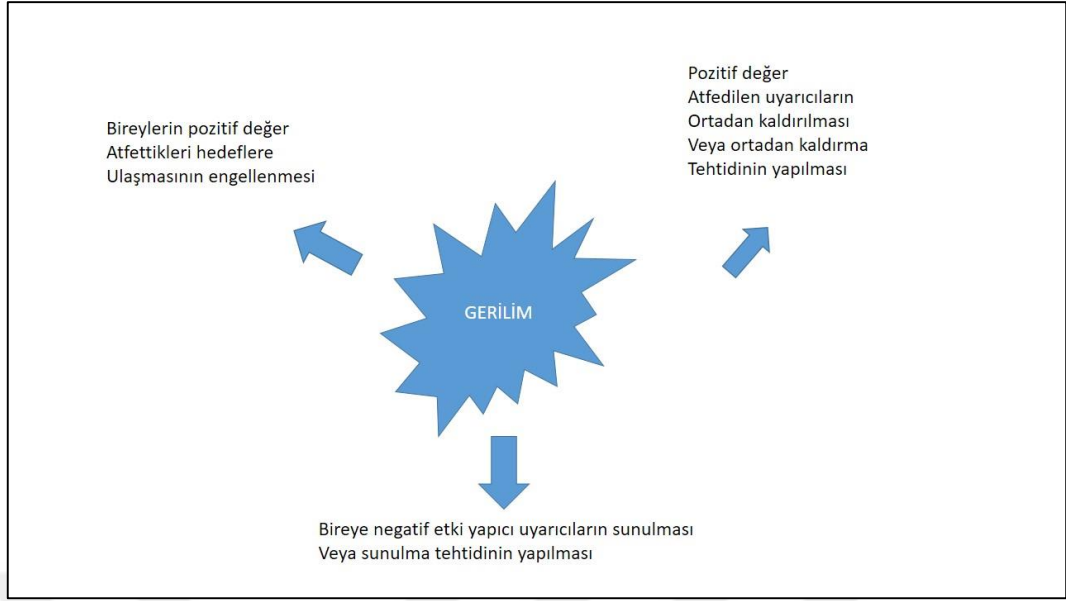 Bireylerin pozitif değer
Atfettikleri hedeflere
Ulaşmasının engellenmesi
Pozitif değer
Atfedilen uyarıcıların
Ortadan kaldırılması
Veya ortadan kaldırma
Tehtidinin yapılması
GERİLİM
Bireye negatif etki yapıcı uyarıcıların sunulması
Veya sunulma tehtidinin yapılması